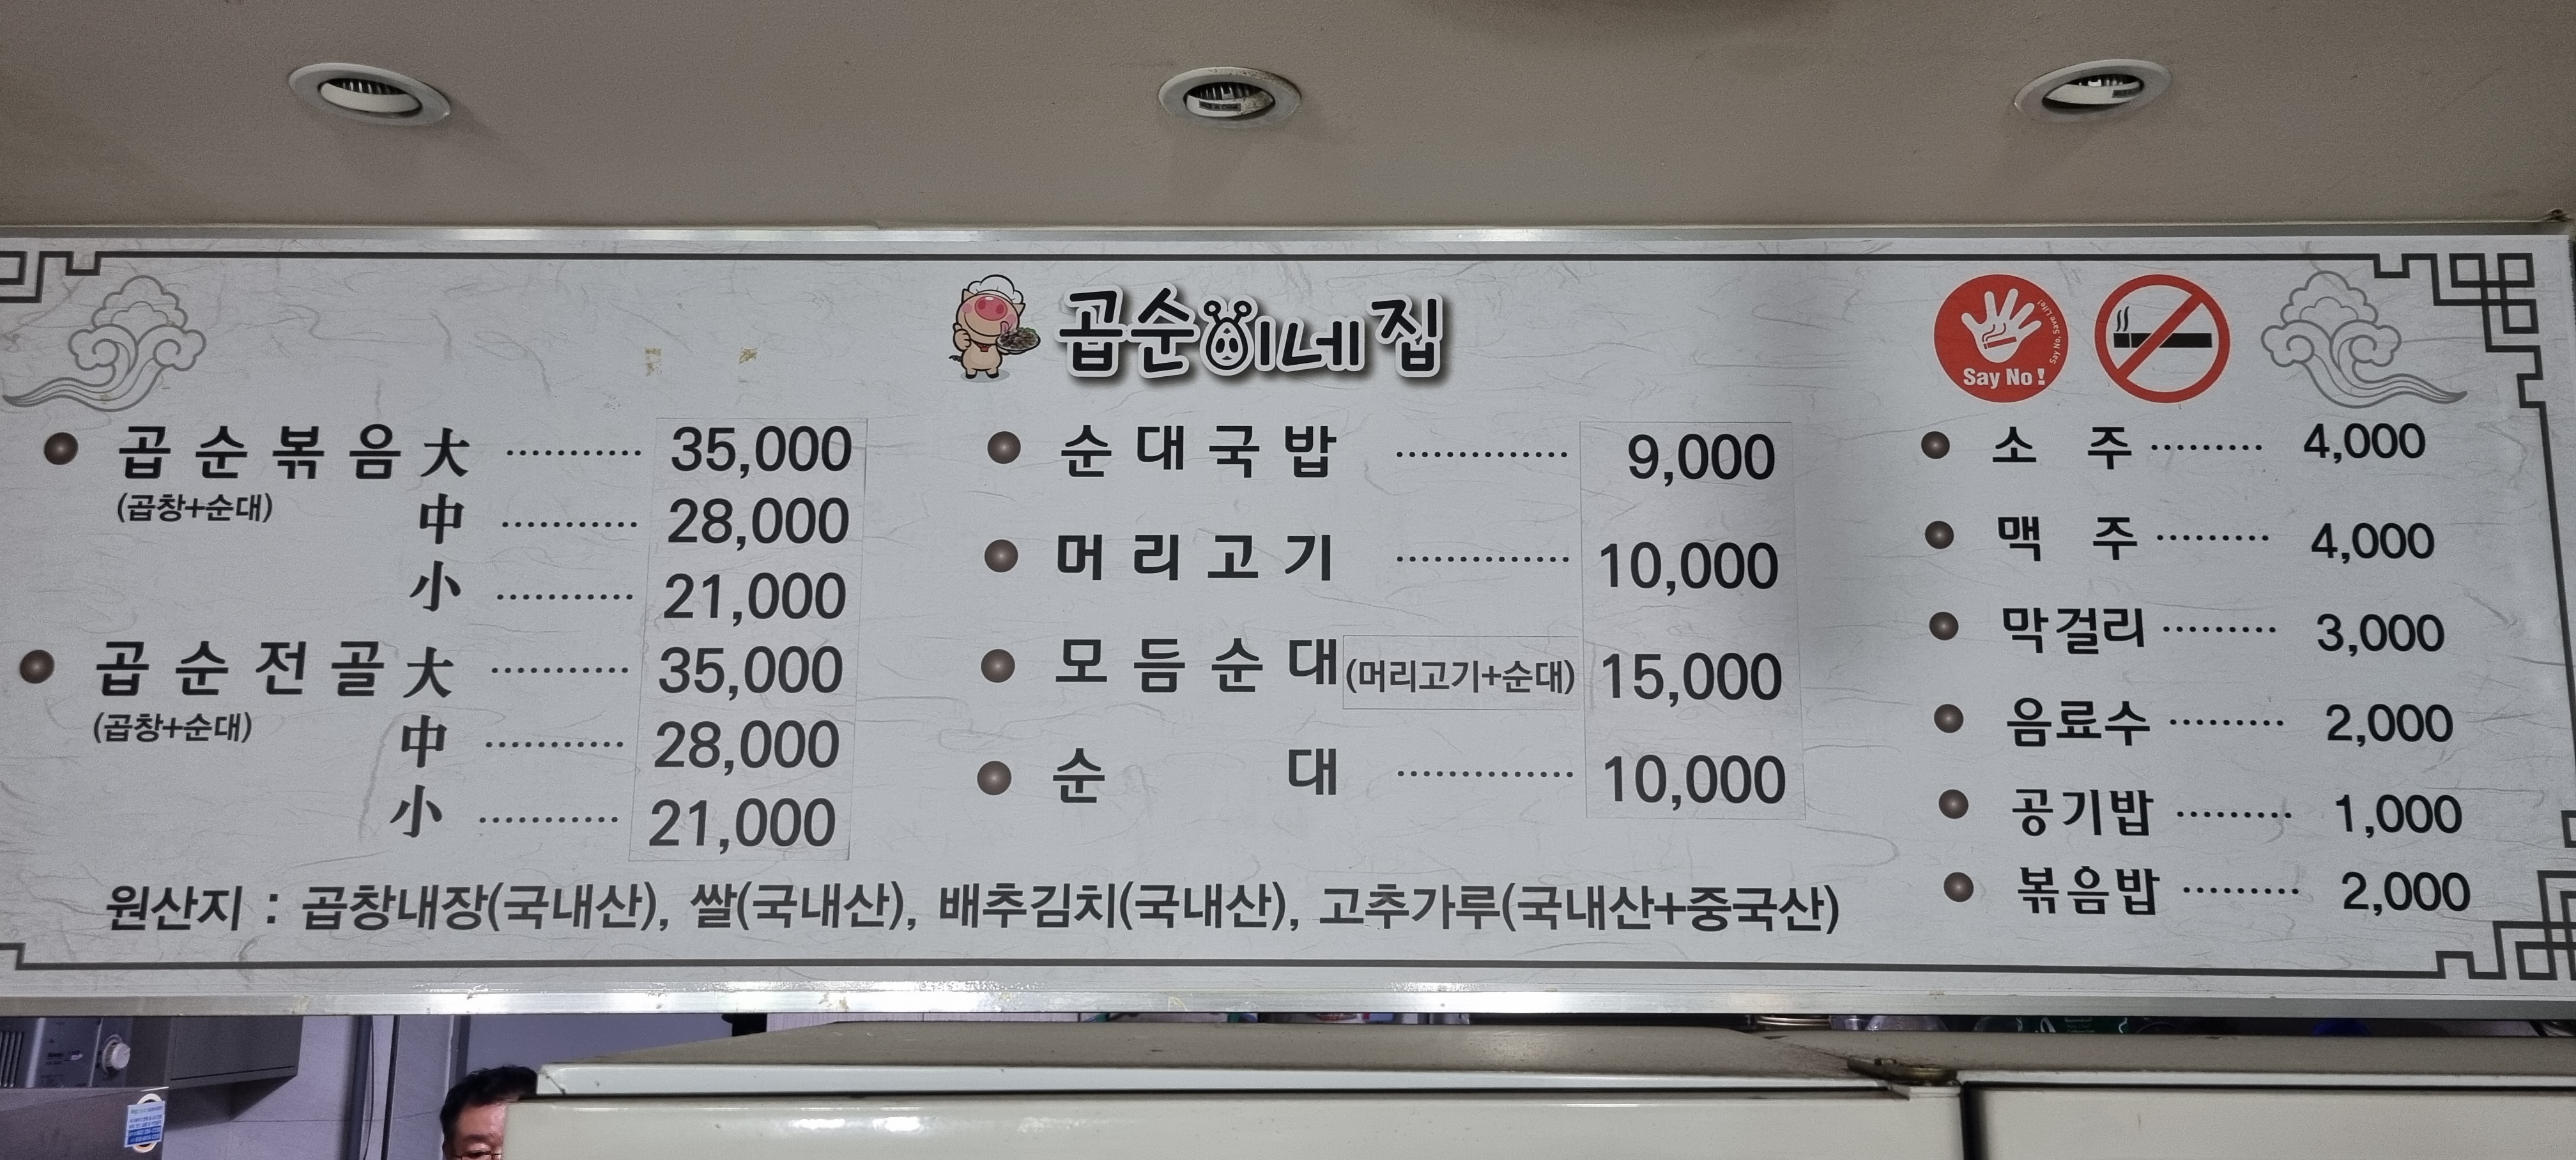 곱순이네집
Say No!
Say No, Save Life!
곱순볶음 大 ........... 35,000
(곱창+순대)
中 ........... 28,000
小 ........... 21,000
곱순전골 大 ........... 35,000
(곱창+순대)
中 ........... 28,000
小 ........... 21,000
순대국밥 .............. 9,000
머리고기 .............. 10,000
모듬순대(머리고기+순대) 15,000
순대 .............. 10,000
소주 ......... 4,000
맥주 ......... 4,000
막걸리 ......... 3,000
음료수 ......... 2,000
공기밥 ......... 1,000
볶음밥 ......... 2,000
원산지 : 곱창내장(국내산), 쌀(국내산), 배추김치(국내산), 고추가루(국내산+중국산)